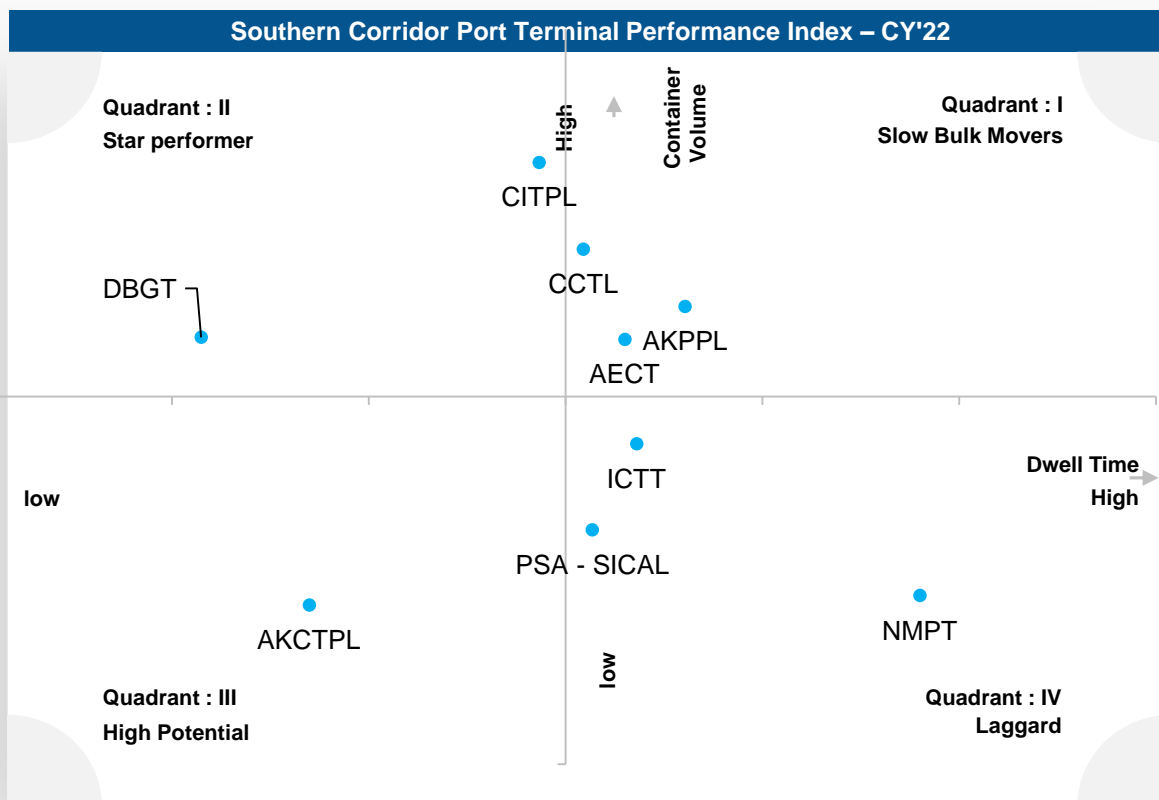 Southern Corridor Port Terminal Performance Index – CY'22
Quadrant : II
Star performer
High
Container
Volume
Quadrant : I
Slow Bulk Movers
CITPL
CCTL
DBGT
AKPPL
AECT
ICTT
Dwell Time
High
low
PSA - SICAL
AKCTPL
NMPT
low
Quadrant : III
High Potential
Quadrant : IV
Laggard